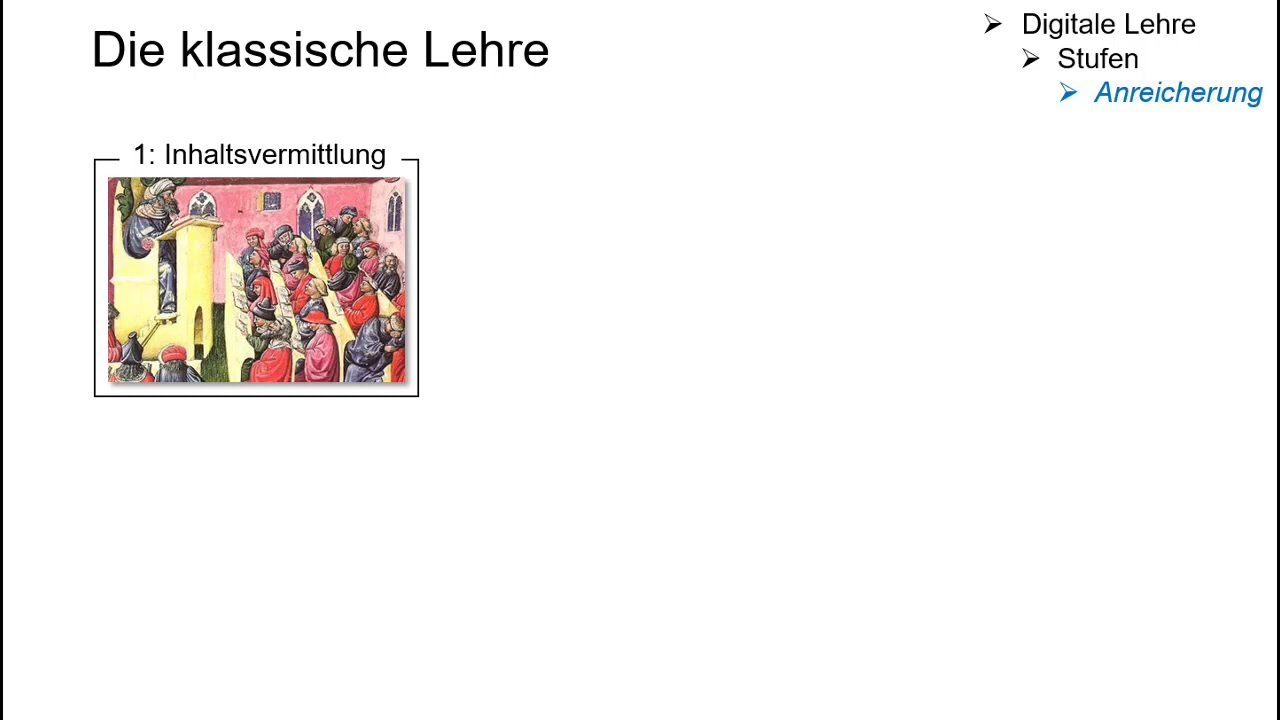 Die klassische Lehre
Digitale Lehre
Stufen
Anreicherung
1: Inhaltsvermittlung